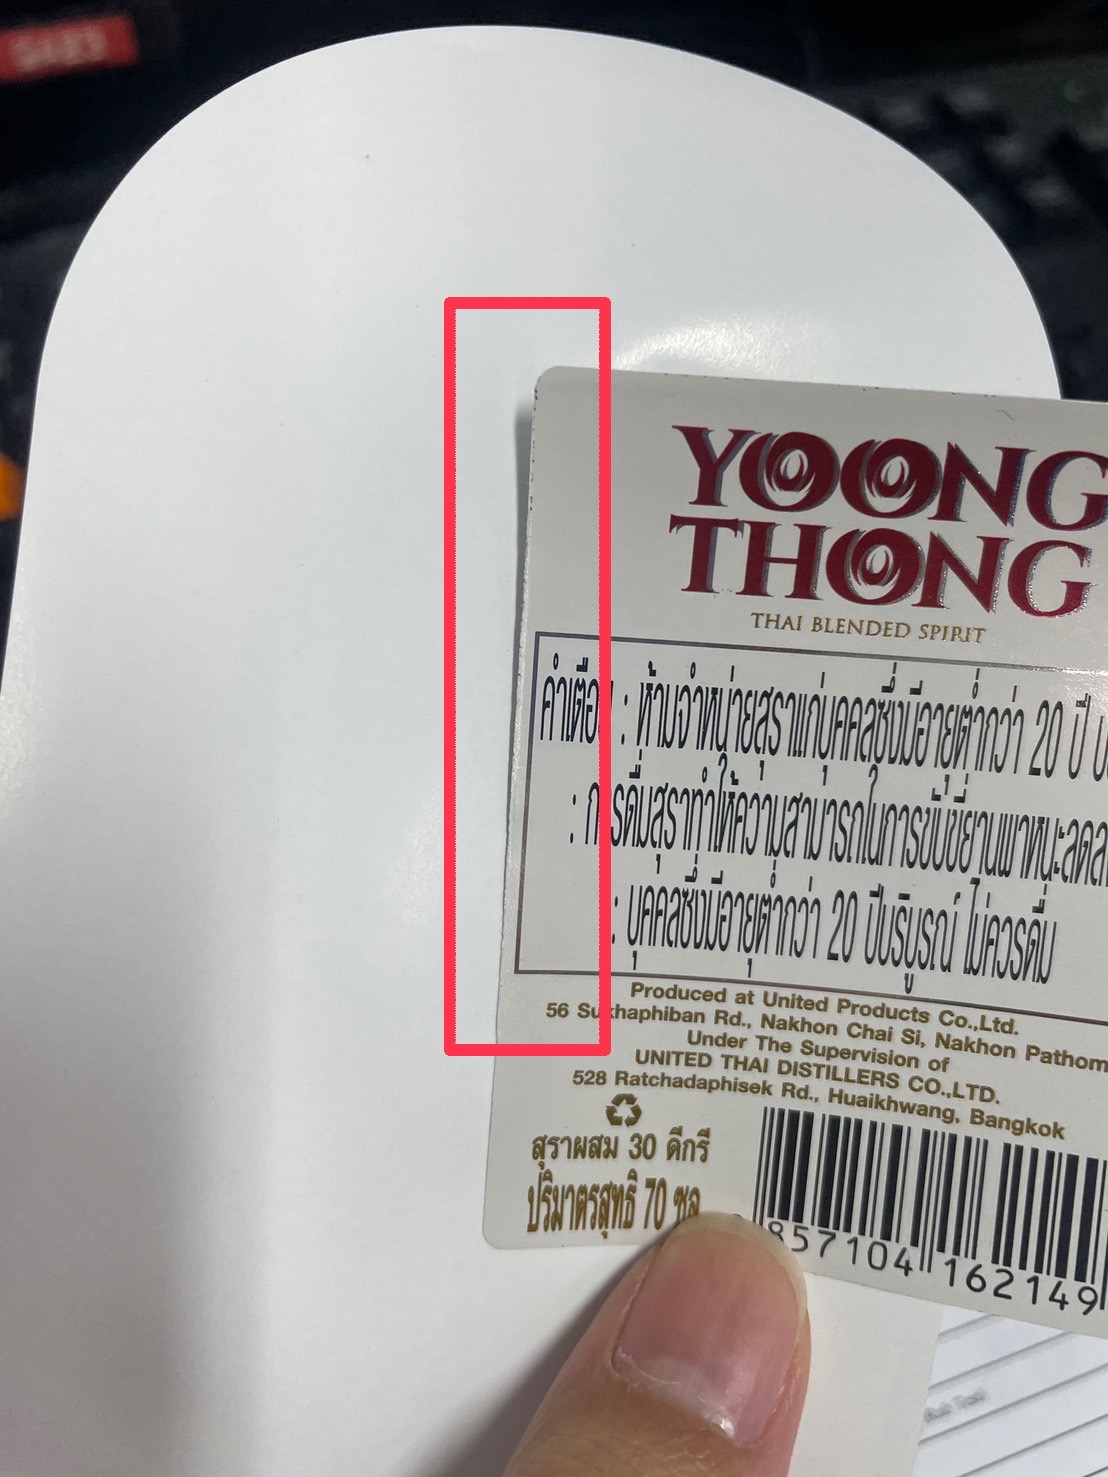 YOONG
THONG
THAI BLENDED SPIRIT
คำเตือน : ห้ามจำหน่ายสุราแก่บุคคลซึ่งมีอายุต่ำกว่า 20 ปี
: การดื่มสุราทำให้ความสามารถในการขับขี่ยานพาหนะลดล
: บุคคลซึ่งมีอายุต่ำกว่า 20 ปีบริบูรณ์ ไม่ควรดื่ม
Produced at United Products Co.,Ltd.
56 Sukhaphiban Rd., Nakhon Chai Si, Nakhon Pathom
Under The Supervision of
UNITED THAI DISTILLERS CO.,LTD.
528 Ratchadaphisek Rd., Huaikhwang, Bangkok
สุราผสม 30 ดีกรี
ปริมาตรสุทธิ 70 ซล
857104 162149